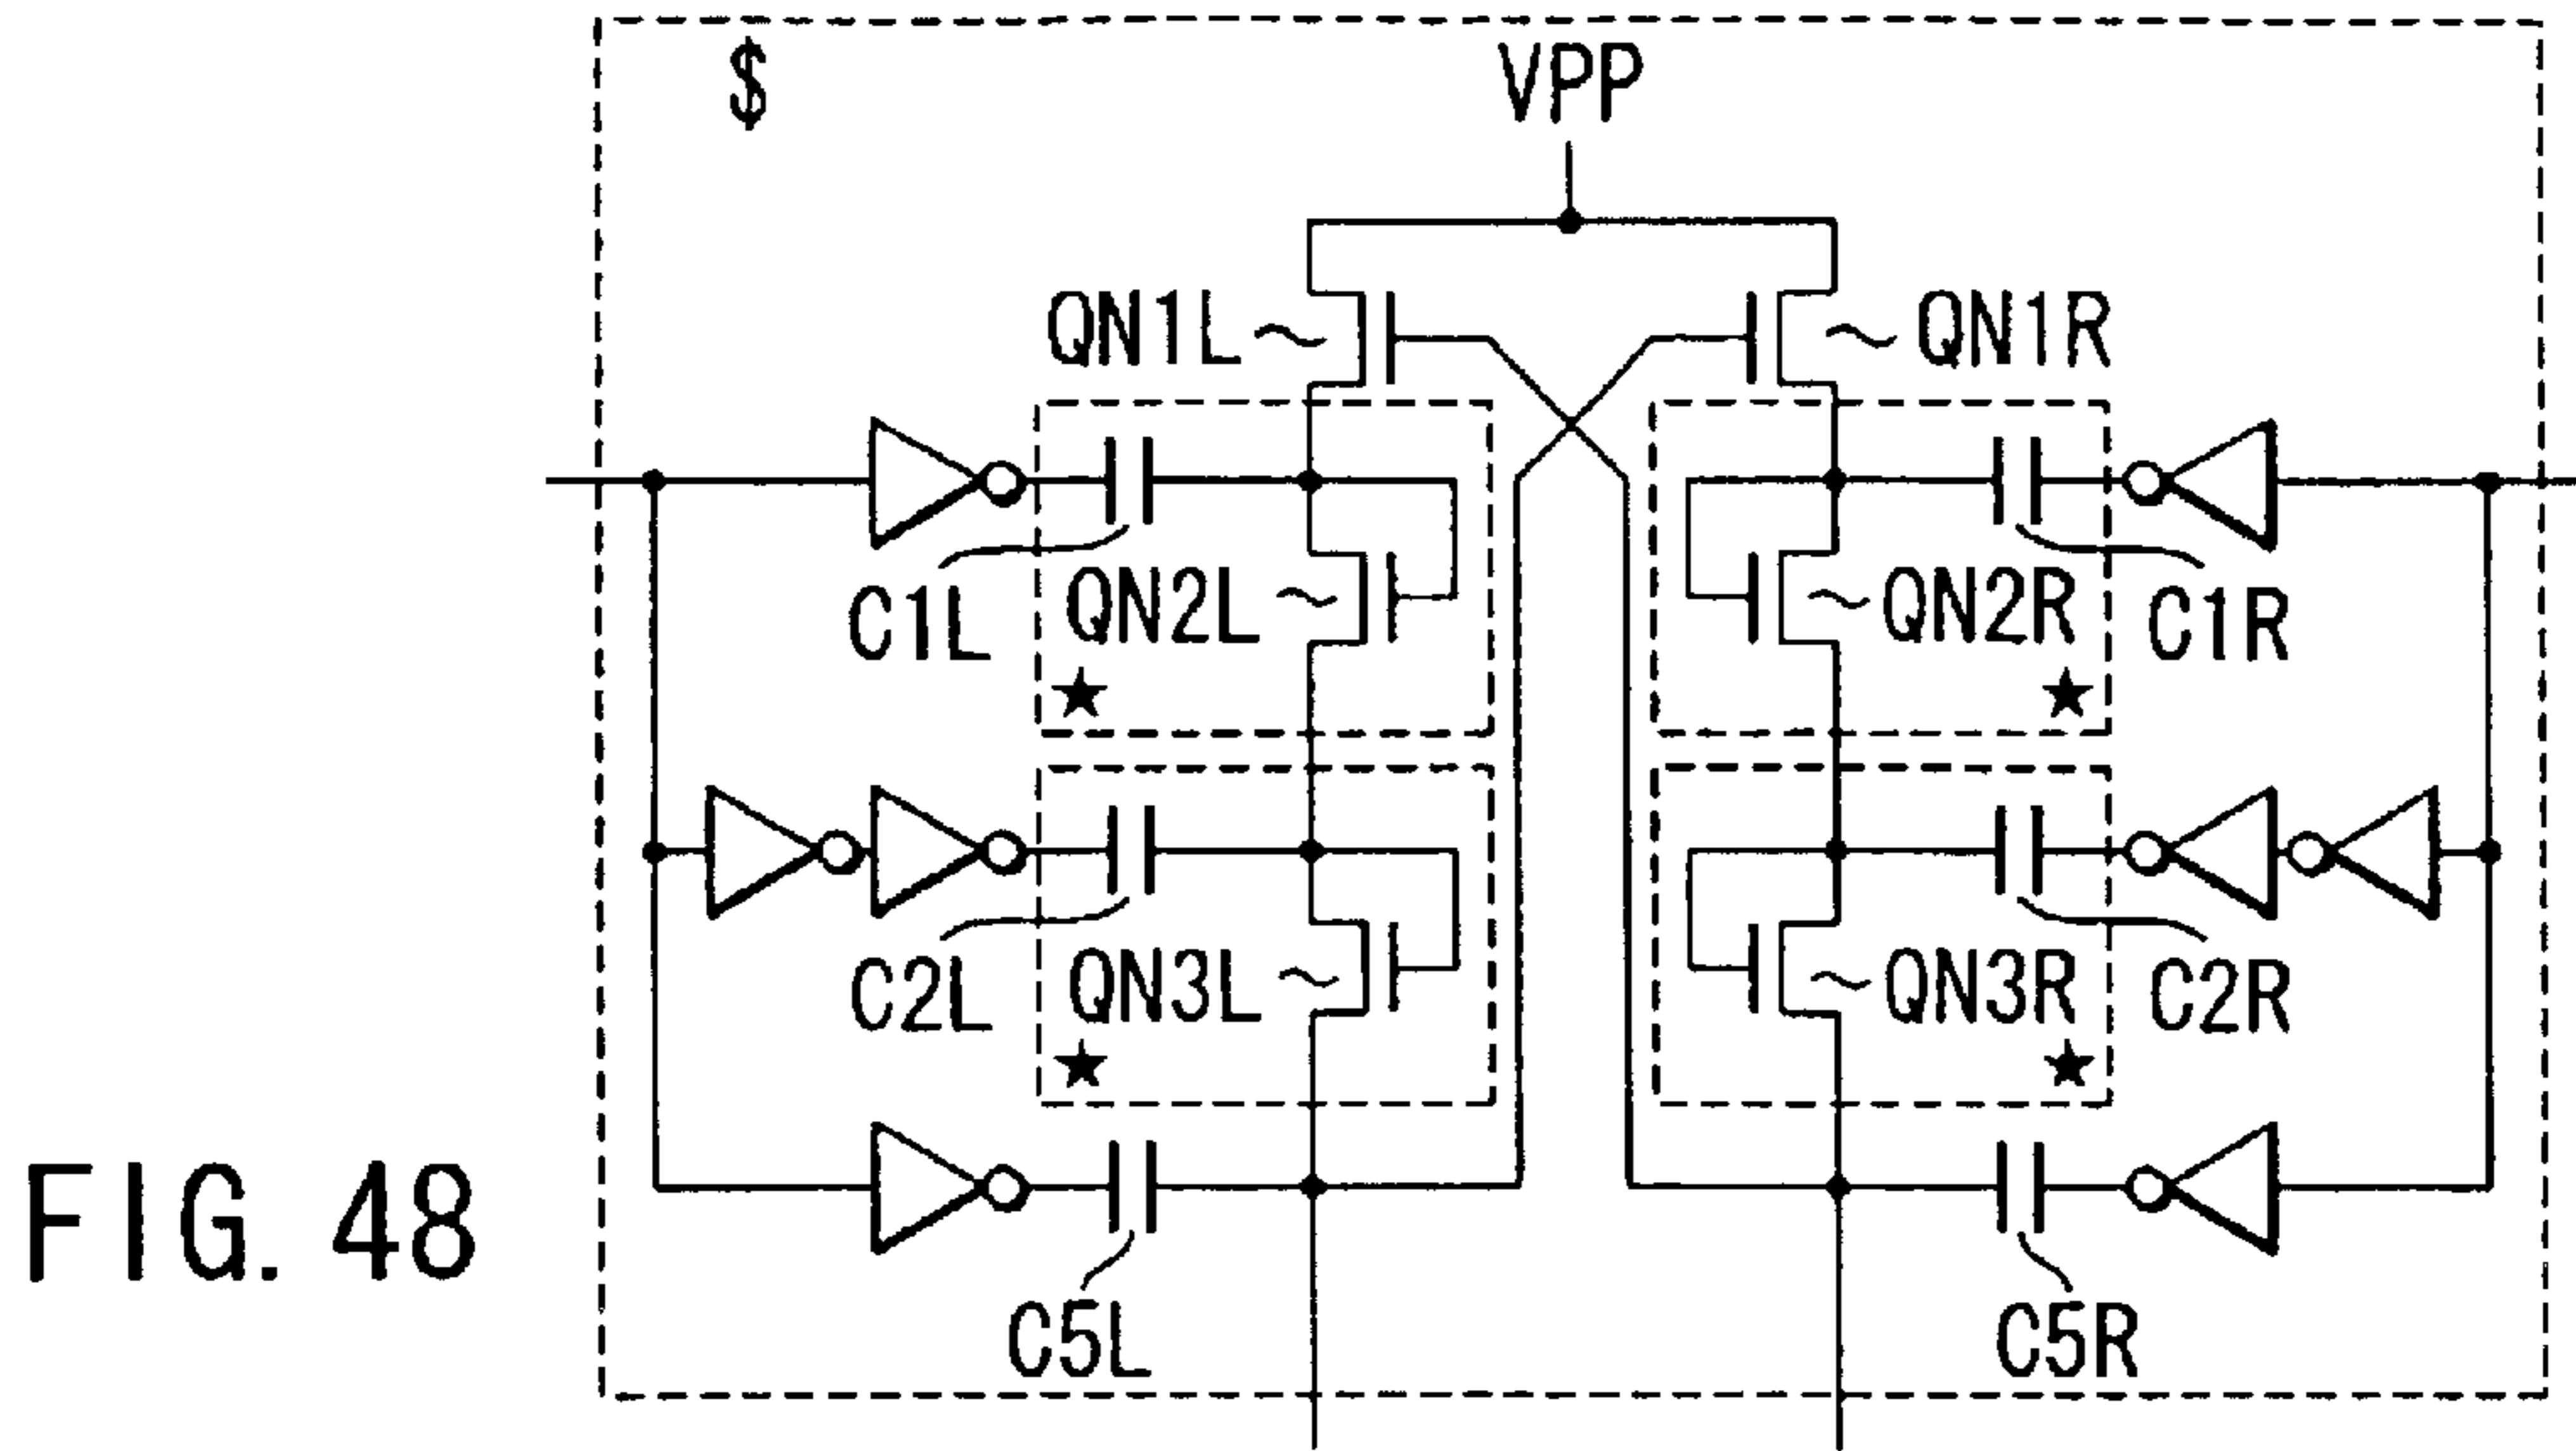 $
VPP
QN1L
QN1R
C1L
QN2L
QN2R
C1R
★
★
C2L
QN3L
QN3R
C2R
★
★
FIG. 48
C5L
C5R